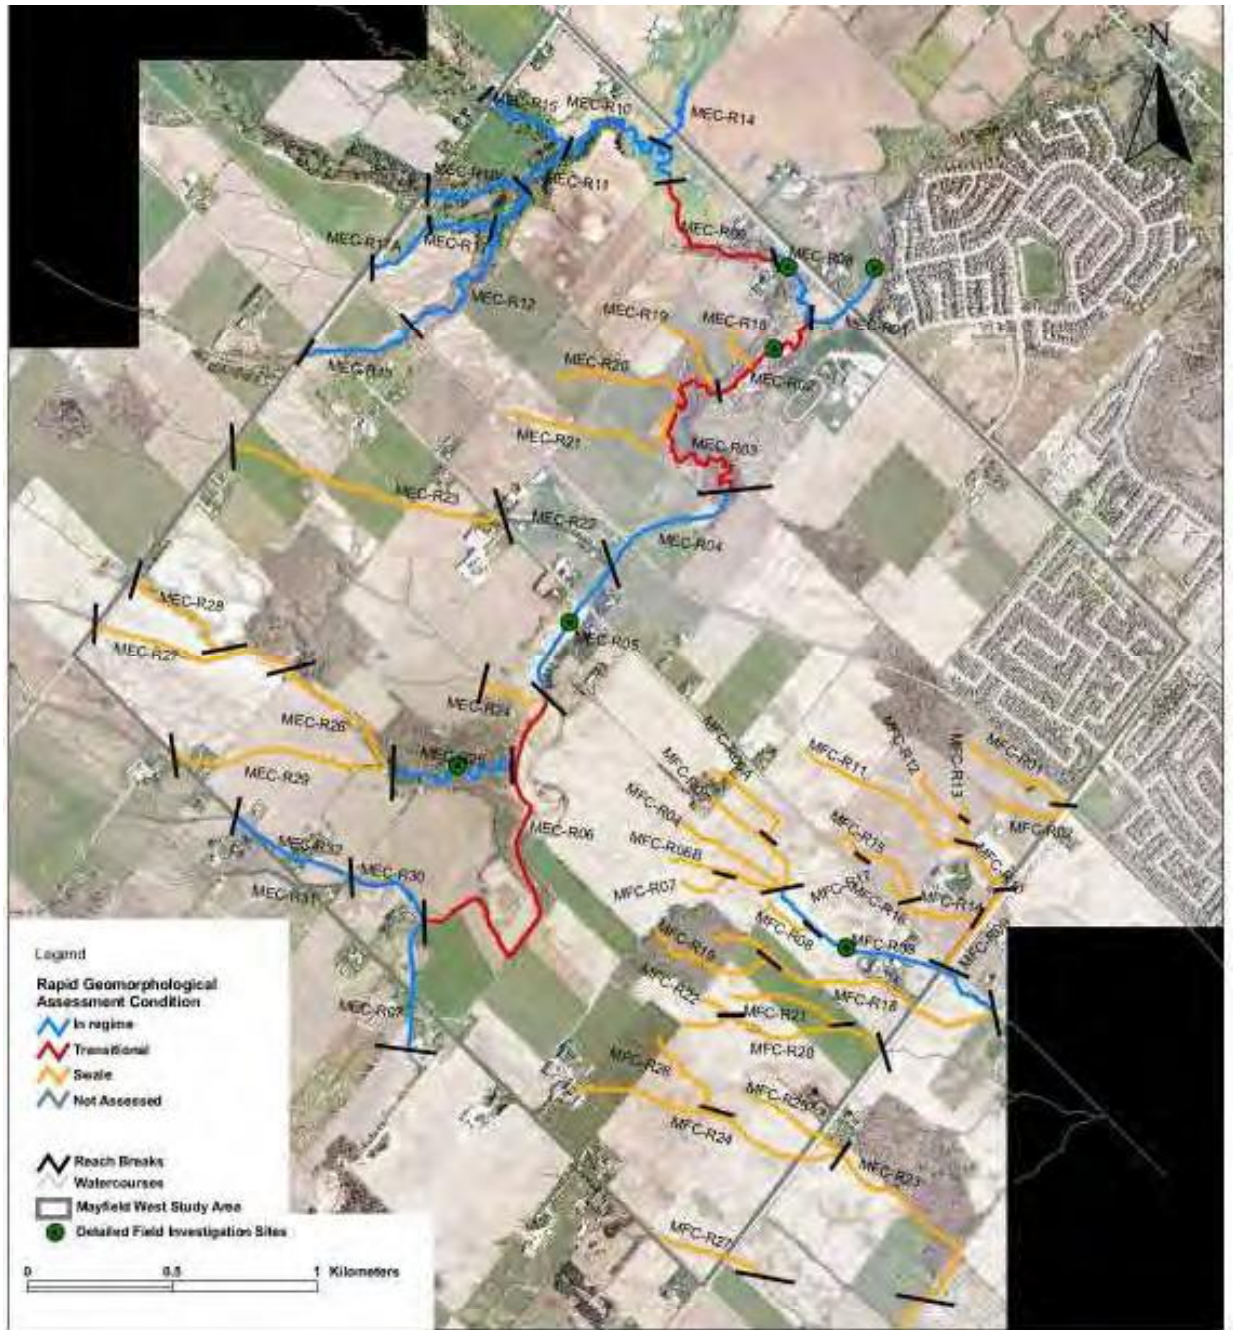 N
MEC-R15
MEC-R10
MEC-R14
MEC-R11
MEC-R17A
MEC-R09
MEC-R08
MEC-R12
MEC-R01
MEC-R19
MEC-R18
MEC-R20
MEC-R02
MEC-R21
MEC-R03
MEC-R23
MEC-R22
MEC-R04
MEC-R28
MEC-R05
MEC-R27
MEC-R24
MEC-R26
MEC-R29
MEC-R06
MEC-R30
MEC-R31
MFC-R11
MFC-R12
MFC-R13
MFC-R01
MFC-R02
MFC-R04
MFC-R15
MFC-R06B
MFC-R07
MFC-R16
MFC-R14
MFC-R08
MFC-R09
MFC-R19
MFC-R18
MFC-R22
MFC-R21
MFC-R20
MFC-R24
MFC-R23
MFC-R27
Legend
Rapid Geomorphological
Assessment Condition
In regime
Transitional
Swale
Not Assessed
Reach Breaks
Watercourses
Mayfield West Study Area
Detailed Field Investigation Sites
0 0.5 1 Kilometers